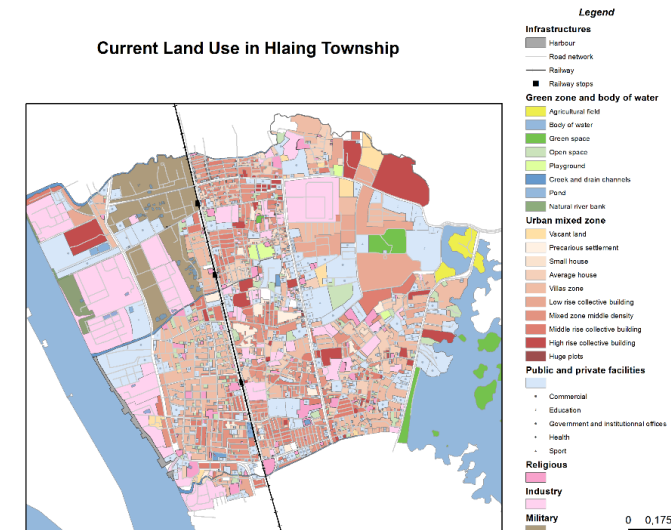 Legend
Current Land Use in Hlaing Township
Infrastructures
Harbour
Road network
Railway
Railway stops
Green zone and body of water
Agricultural field
Body of water
Green space
Open space
Playground
Creek and drain channels
Pond
Natural river bank
Urban mixed zone
Vacant land
Precarious settlement
Small house
Average house
Villas zone
Low rise collective building
Mixed zone middle density
Middle rise collective building
High rise collective building
Huge plots
Public and private facilities
Commercial
Education
Government and institutionnal offices
Health
Sport
Religious
Industry
Military
0 0,175